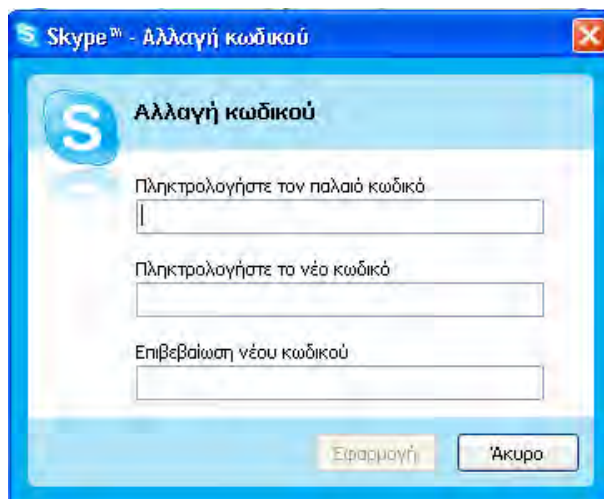 Skype™ - Αλλαγή κωδικού
Αλλαγή κωδικού
Πληκτρολογήστε τον παλαιό κωδικό
Πληκτρολογήστε το νέο κωδικό
Επιβεβαίωση νέου κωδικού
Εφαρμογή Άκυρο